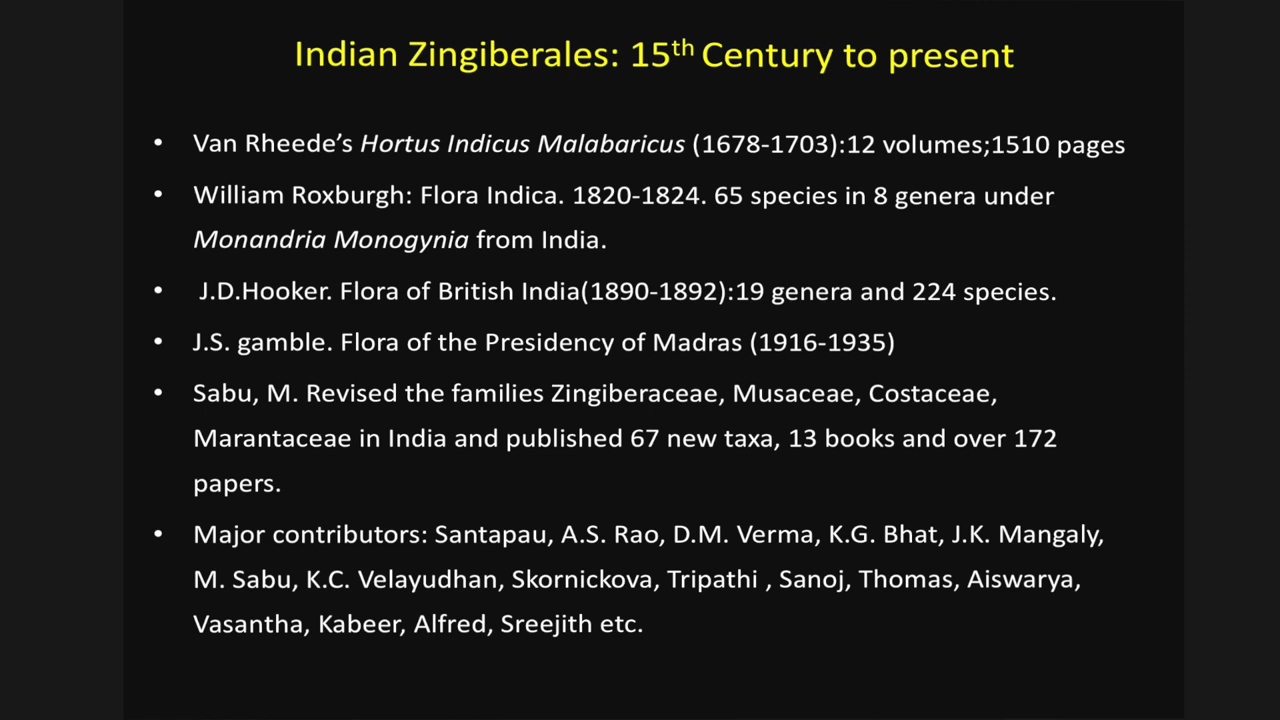 Indian Zingiberales: 15th Century to present
• Van Rheede's Hortus Indicus Malabaricus (1678-1703):12 volumes;1510 pages
• William Roxburgh: Flora Indica. 1820-1824. 65 species in 8 genera under
Monandria Monogynia from India.
• J.D.Hooker. Flora of British India(1890-1892):19 genera and 224 species.
• J.S. gamble. Flora of the Presidency of Madras (1916-1935)
• Sabu, M. Revised the families Zingiberaceae, Musaceae, Costaceae,
Marantaceae in India and published 67 new taxa, 13 books and over 172
papers.
• Major contributors: Santapau, A.S. Rao, D.M. Verma, K.G. Bhat, J.K. Mangaly,
M. Sabu, K.C. Velayudhan, Skornickova, Tripathi , Sanoj, Thomas, Aiswarya,
Vasantha, Kabeer, Alfred, Sreejith etc.